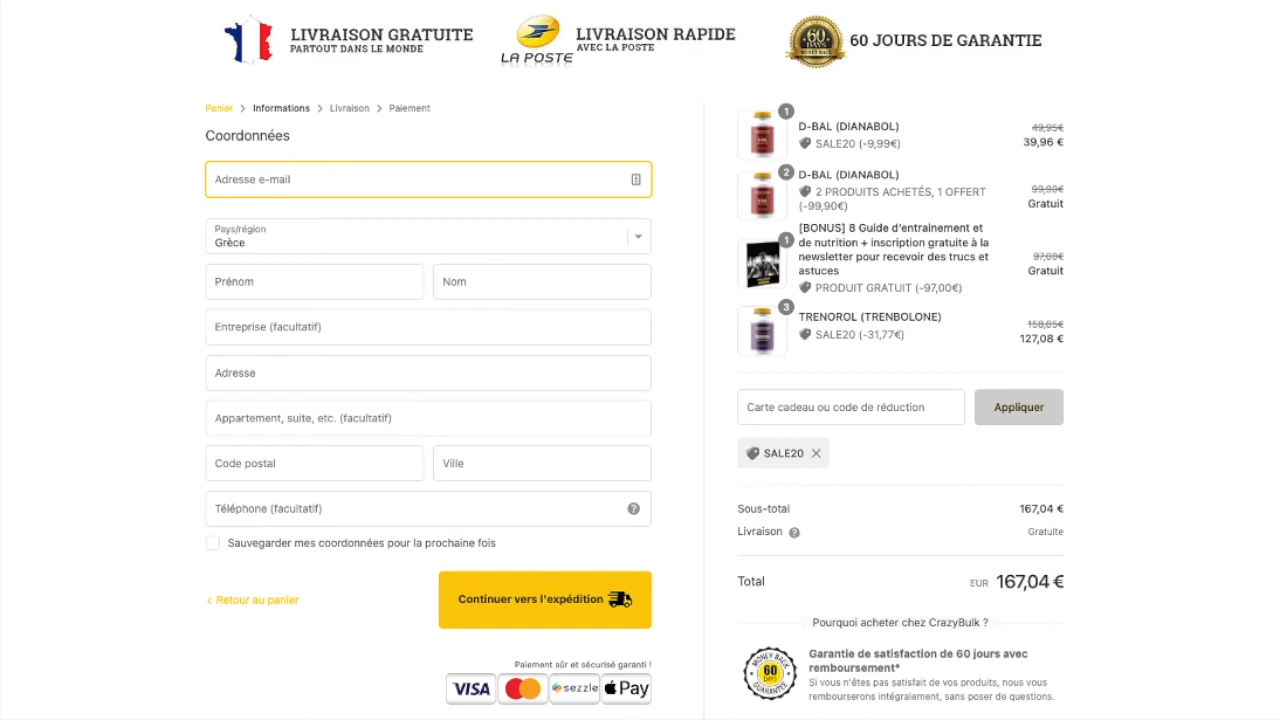 LIVRAISON GRATUITE
PARTOUT DANS LE MONDE
LA POSTE
LIVRAISON RAPIDE
AVEC LA POSTE
60 JOURS DE GARANTIE
Panier > Informations > Livraison > Paiement
Coordonnées
Adresse e-mail
Pays/région
Grèce
Prénom
Nom
Entreprise (facultatif)
Adresse
Appartement, suite, etc. (facultatif)
Code postal
Ville
Téléphone (facultatif)
Sauvegarder mes coordonnées pour la prochaine fois
< Retour au panier
Continuer vers l'expédition
Paiement sûr et sécurisé garanti !
VISA
sezzle
Pay
1
D-BAL (DIANABOL)
49,95€
SALE20 (-9,99€)
39,96 €
2
D-BAL (DIANABOL)
2 PRODUITS ACHETÉS, 1 OFFERT
(-99,90€)
99,90€
Gratuit
1
[BONUS] 8 Guide d'entrainement et
de nutrition + inscription gratuite à la
newsletter pour recevoir des trucs et
astuces
97,00€
Gratuit
PRODUIT GRATUIT (-97,00€)
3
TRENOROL (TRENBOLONE)
158,85€
SALE20 (-31,77€)
127,08 €
Carte cadeau ou code de réduction
Appliquer
SALE20
Sous-total
167,04 €
Livraison
Gratuite
Total
EUR 167,04 €
Pourquoi acheter chez CrazyBulk ?
MONEY BACK
60
DAYS
GUARANTEE
Garantie de satisfaction de 60 jours avec
remboursement*
Si vous n'êtes pas satisfait de vos produits, nous vous
rembourserons intégralement, sans poser de questions.